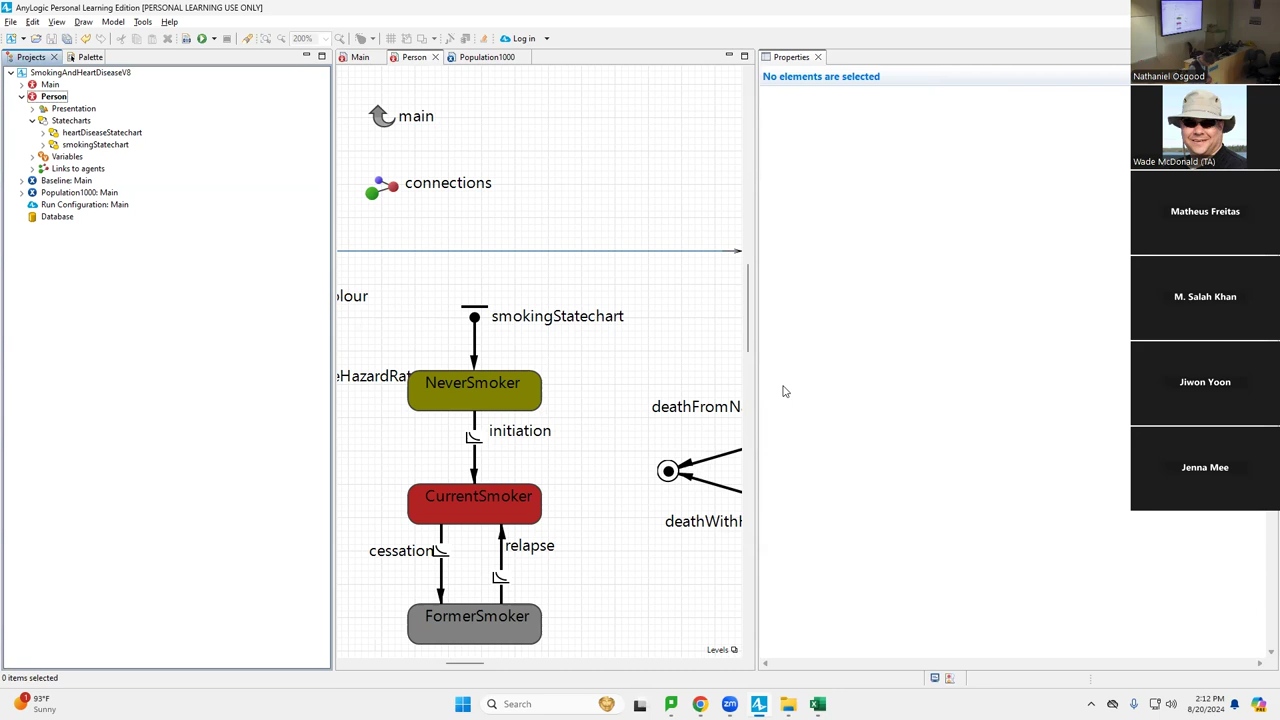 AnyLogic Personal Learning Edition [PERSONAL LEARNING USE ONLY]
File Edit View Draw Model Tools Help
200% Log in
Projects Palette
SmokingAndHeartDiseaseV8
Main
Person
Presentation
Statecharts
heartDiseaseStatechart
smokingStatechart
Variables
Links to agents
Baseline: Main
Population1000: Main
Run Configuration: Main
Database
Main Person Population1000
main
connections
olour
smokingStatechart
eHazardRat
NeverSmoker
initiation
CurrentSmoker
cessation
relapse
FormerSmoker
deathFromN
deathWithH
Levels
Properties
No elements are selected
Nathaniel Osgood
Wade McDonald (TA)
Matheus Freitas
M. Salah Khan
Jiwon Yoon
Jenna Mee
0 items selected
1
93°F
Sunny
Search
2:12 PM
8/20/2024